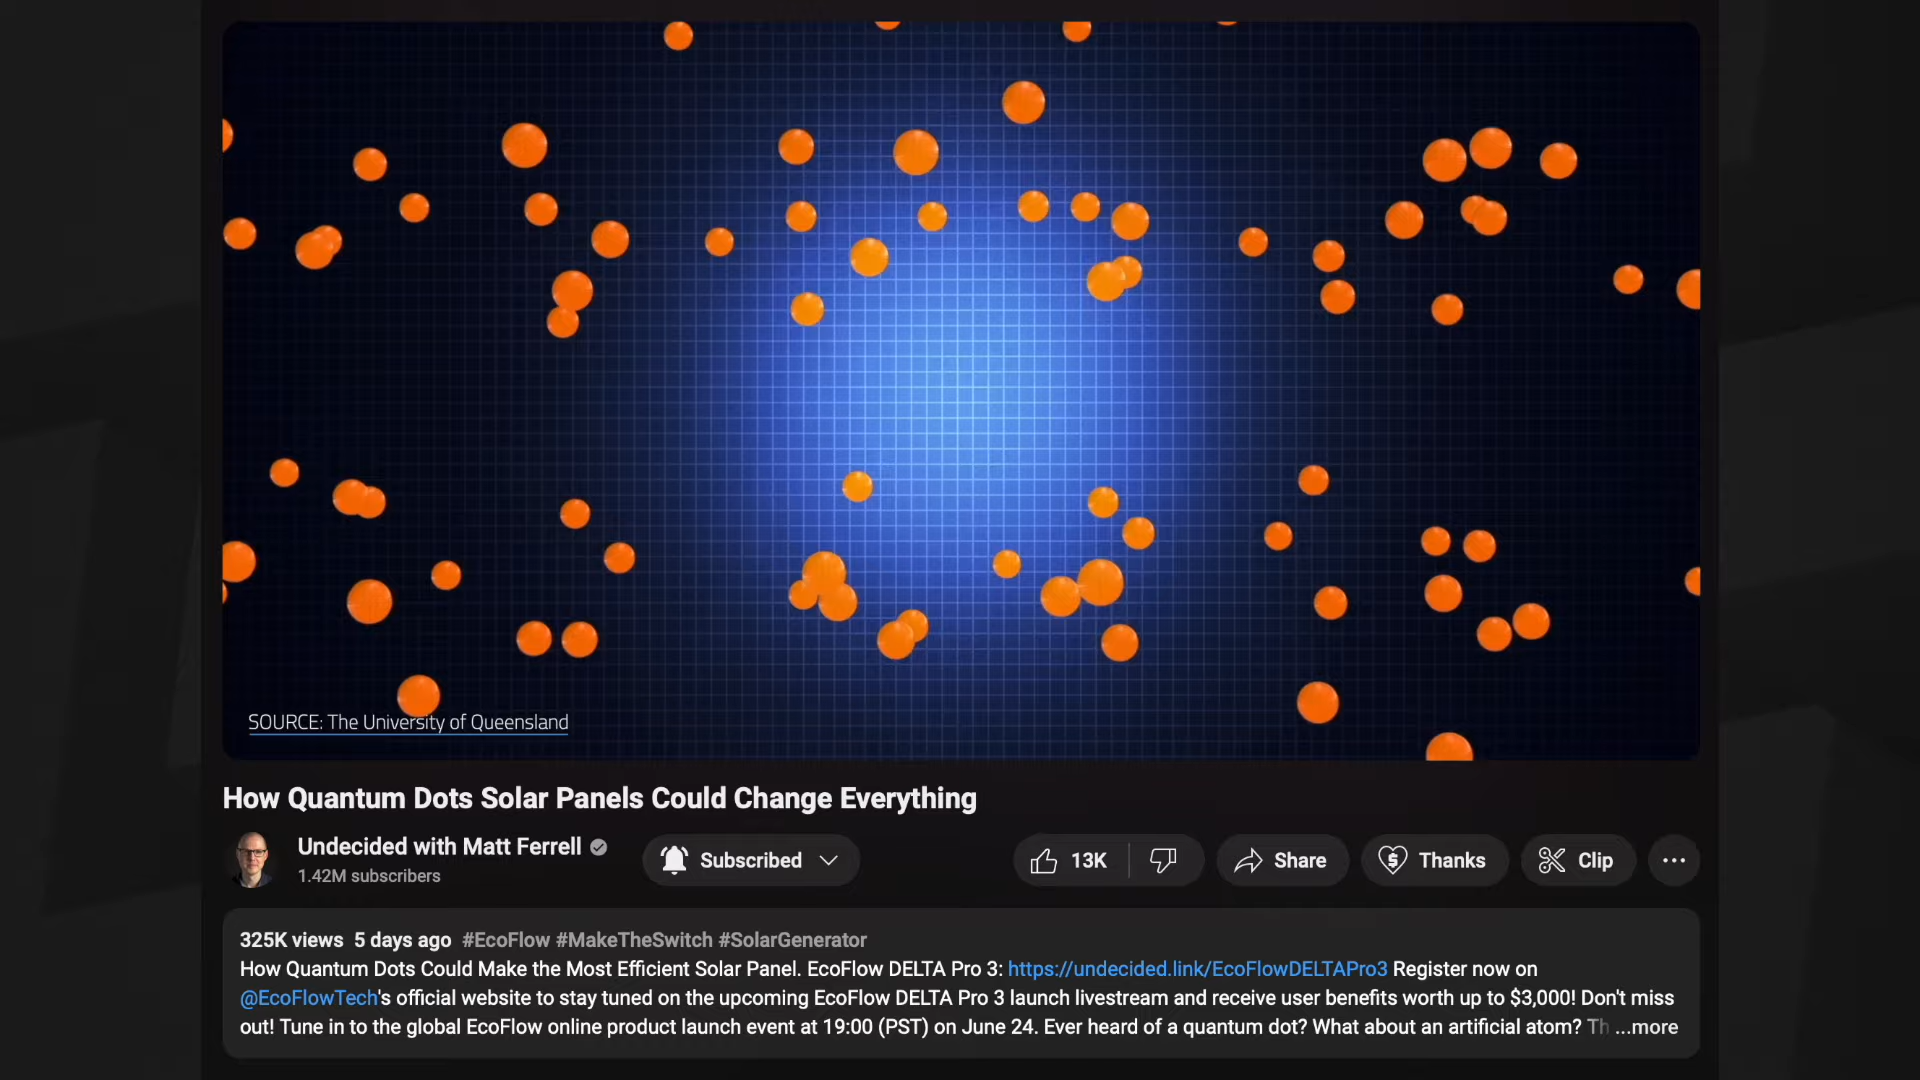 SOURCE: The University of Queensland
How Quantum Dots Solar Panels Could Change Everything
Undecided with Matt Ferrell
1.42M subscribers
Subscribed
13K
Share
Thanks
Clip
325K views 5 days ago #EcoFlow #MakeTheSwitch #SolarGenerator
How Quantum Dots Could Make the Most Efficient Solar Panel. EcoFlow DELTA Pro 3: https://undecided.link/EcoFlowDELTAPro3 Register now on
@EcoFlowTech's official website to stay tuned on the upcoming EcoFlow DELTA Pro 3 launch livestream and receive user benefits worth up to $3,000! Don't miss
out! Tune in to the global EcoFlow online product launch event at 19:00 (PST) on June 24. Ever heard of a quantum dot? What about an artificial atom? Th ...more